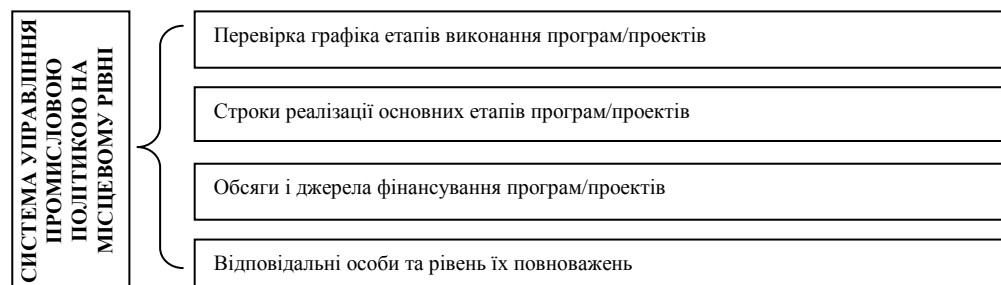 СИСТЕМА УПРАВЛІННЯ
ПРОМИСЛОВОЮ
ПОЛІТИКОЮ НА
МІСЦЕВОМУ РІВНІ
Перевірка графіка етапів виконання програм/проектів
Строки реалізації основних етапів програм/проектів
Обсяги і джерела фінансування програм/проектів
Відповідальні особи та рівень їх повноважень